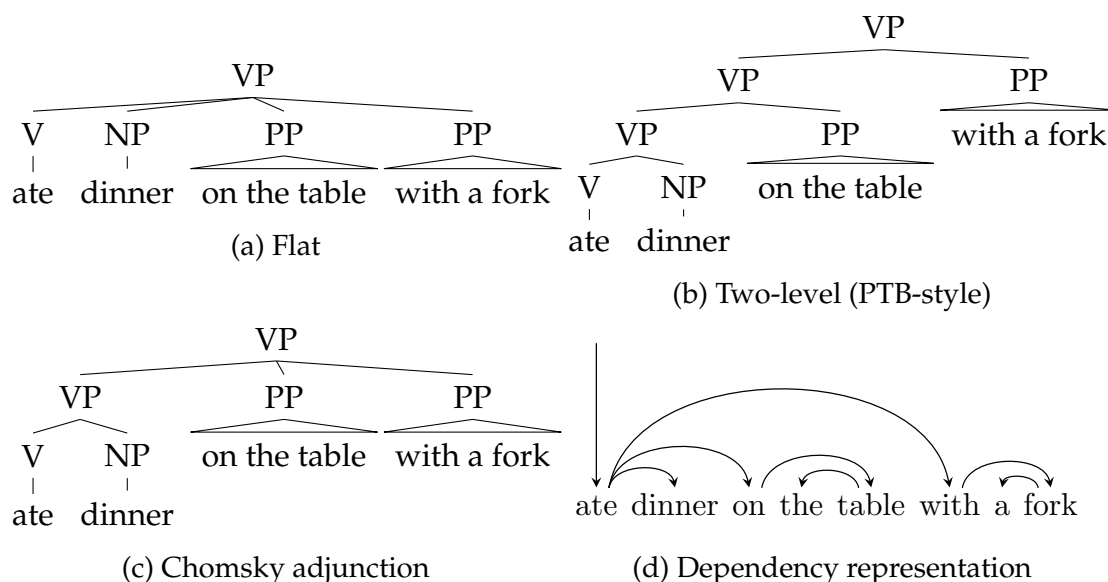 VP
V NP PP PP
ate dinner on the table with a fork
(a) Flat
VP
VP PP
VP PP with a fork
V NP on the table
ate dinner
(b) Two-level (PTB-style)
VP
VP PP PP
V NP on the table with a fork
ate dinner
(c) Chomsky adjunction
ate dinner on the table with a fork
(d) Dependency representation